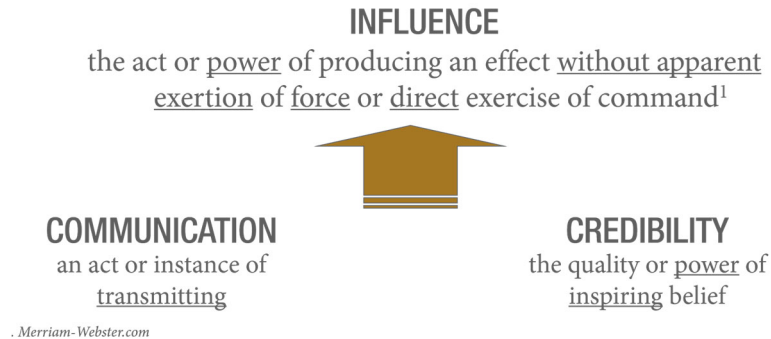 INFLUENCE
the act or power of producing an effect without apparent
exertion of force or direct exercise of command1
COMMUNICATION
an act or instance of
transmitting
CREDIBILITY
the quality or power of
inspiring belief
. Merriam-Webster.com